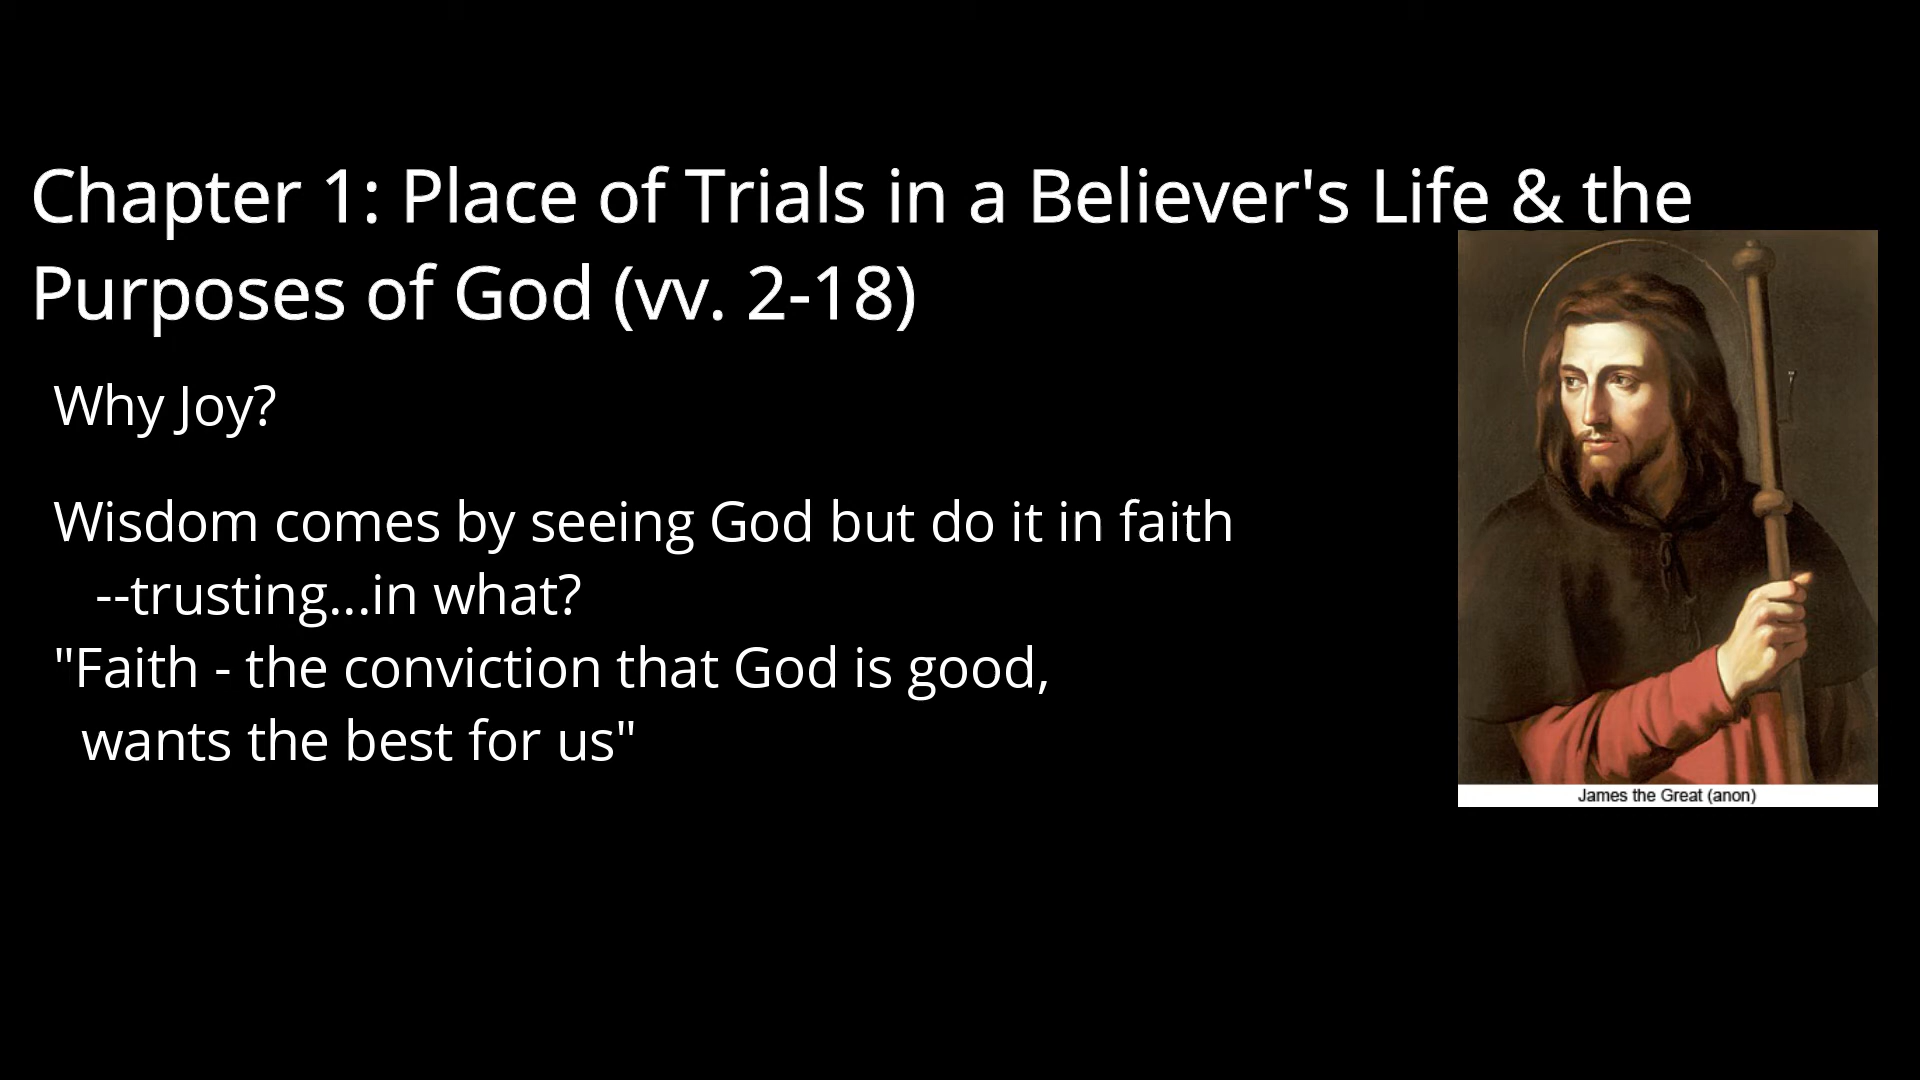 Chapter 1: Place of Trials in a Believer's Life & the
Purposes of God (vv. 2-18)
Why Joy?
Wisdom comes by seeing God but do it in faith
--trusting...in what?
"Faith - the conviction that God is good,
wants the best for us"
James the Great (anon)